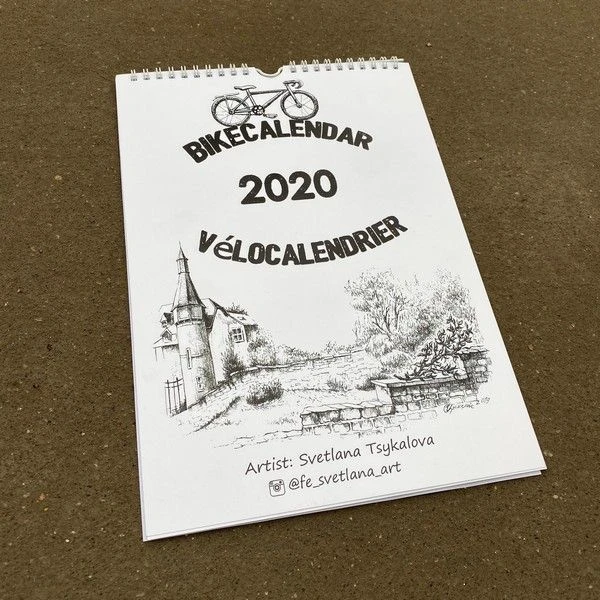 BIKECALENDAR
2020
VéLOCALENDRIER
Artist: Svetlana Tsykalova
@fe_svetlana_art